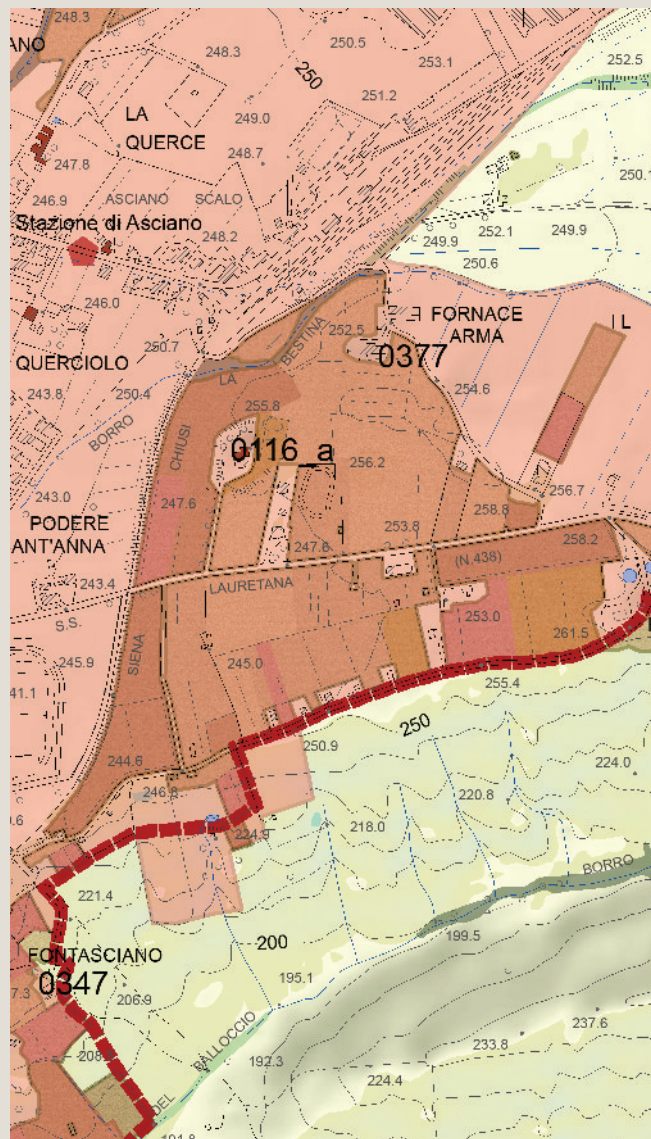 248.3
ANO
248.3
250.5
253.1
252.5
250
251.2
LA
QUERCE
249.0
248.7
247.8
246.9
ASCIANO SCALO
250.1
Stazione di Asciano
248.2
249.9
252.1
249.9
250.6
246.0
252.5
FORNACE
ARMA
0377
250.7
QUERCIOLO
LA
BESTINA
243.8
250.4
254.6
255.8
BORRO
CHIUSI
0116_a
256.2
243.0
247.6
256.7
258.8
PODERE
ANT'ANNA
253.8
247.6
258.2
(N.438)
LAURETANA
243.4
S.S.
253.0
261.5
SIENA
245.9
245.0
41.1
255.4
250
250.9
244.6
224.0
246.8
220.8
218.0
224.9
BORRO
221.4
199.5
200
FONTASCIANO
0347
195.1
7.3
206.9
BALLOCCIO
237.6
233.8
208.
192.3
DEL
224.4